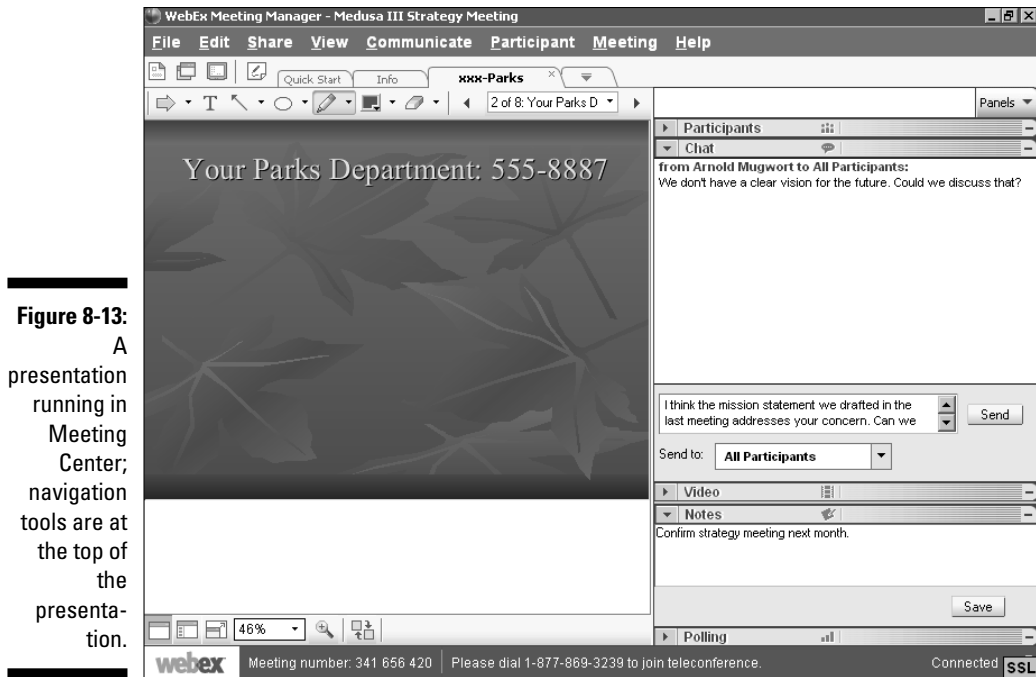 Figure 8-13:
A
presentation
running in
Meeting
Center;
navigation
tools are at
the top of
the
presenta-
tion.
WebEx Meeting Manager - Medusa III Strategy Meeting
File Edit Share View Communicate Participant Meeting Help
Quick Start Info xxx-Parks
T 2 of 8: Your Parks D
Panels
Your Parks Department: 555-8887
Participants
Chat
from Arnold Mugwort to All Participants:
We don't have a clear vision for the future. Could we discuss that?
I think the mission statement we drafted in the
last meeting addresses your concern. Can we
Send
Send to: All Participants
Video
Notes
Confirm strategy meeting next month.
Save
Polling
46%
webex Meeting number: 341 656 420 Please dial 1-877-869-3239 to join teleconference. Connected SSL